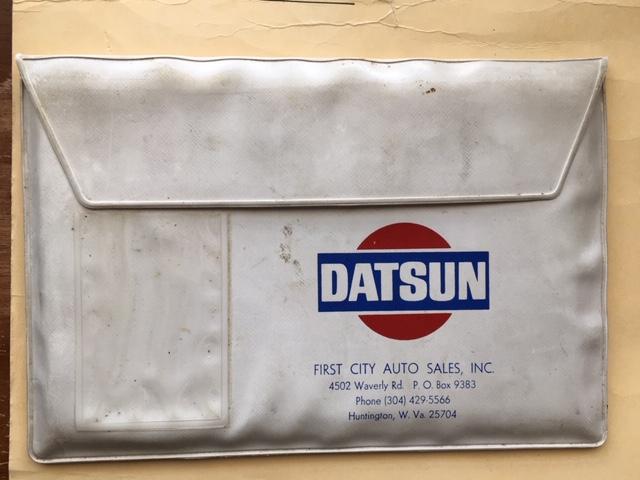 DATSUN
FIRST CITY AUTO SALES, INC.
4502 Waverly Rd. P. O. Box 9383
Phone (304) 429-5566
Huntington, W. Va. 25704